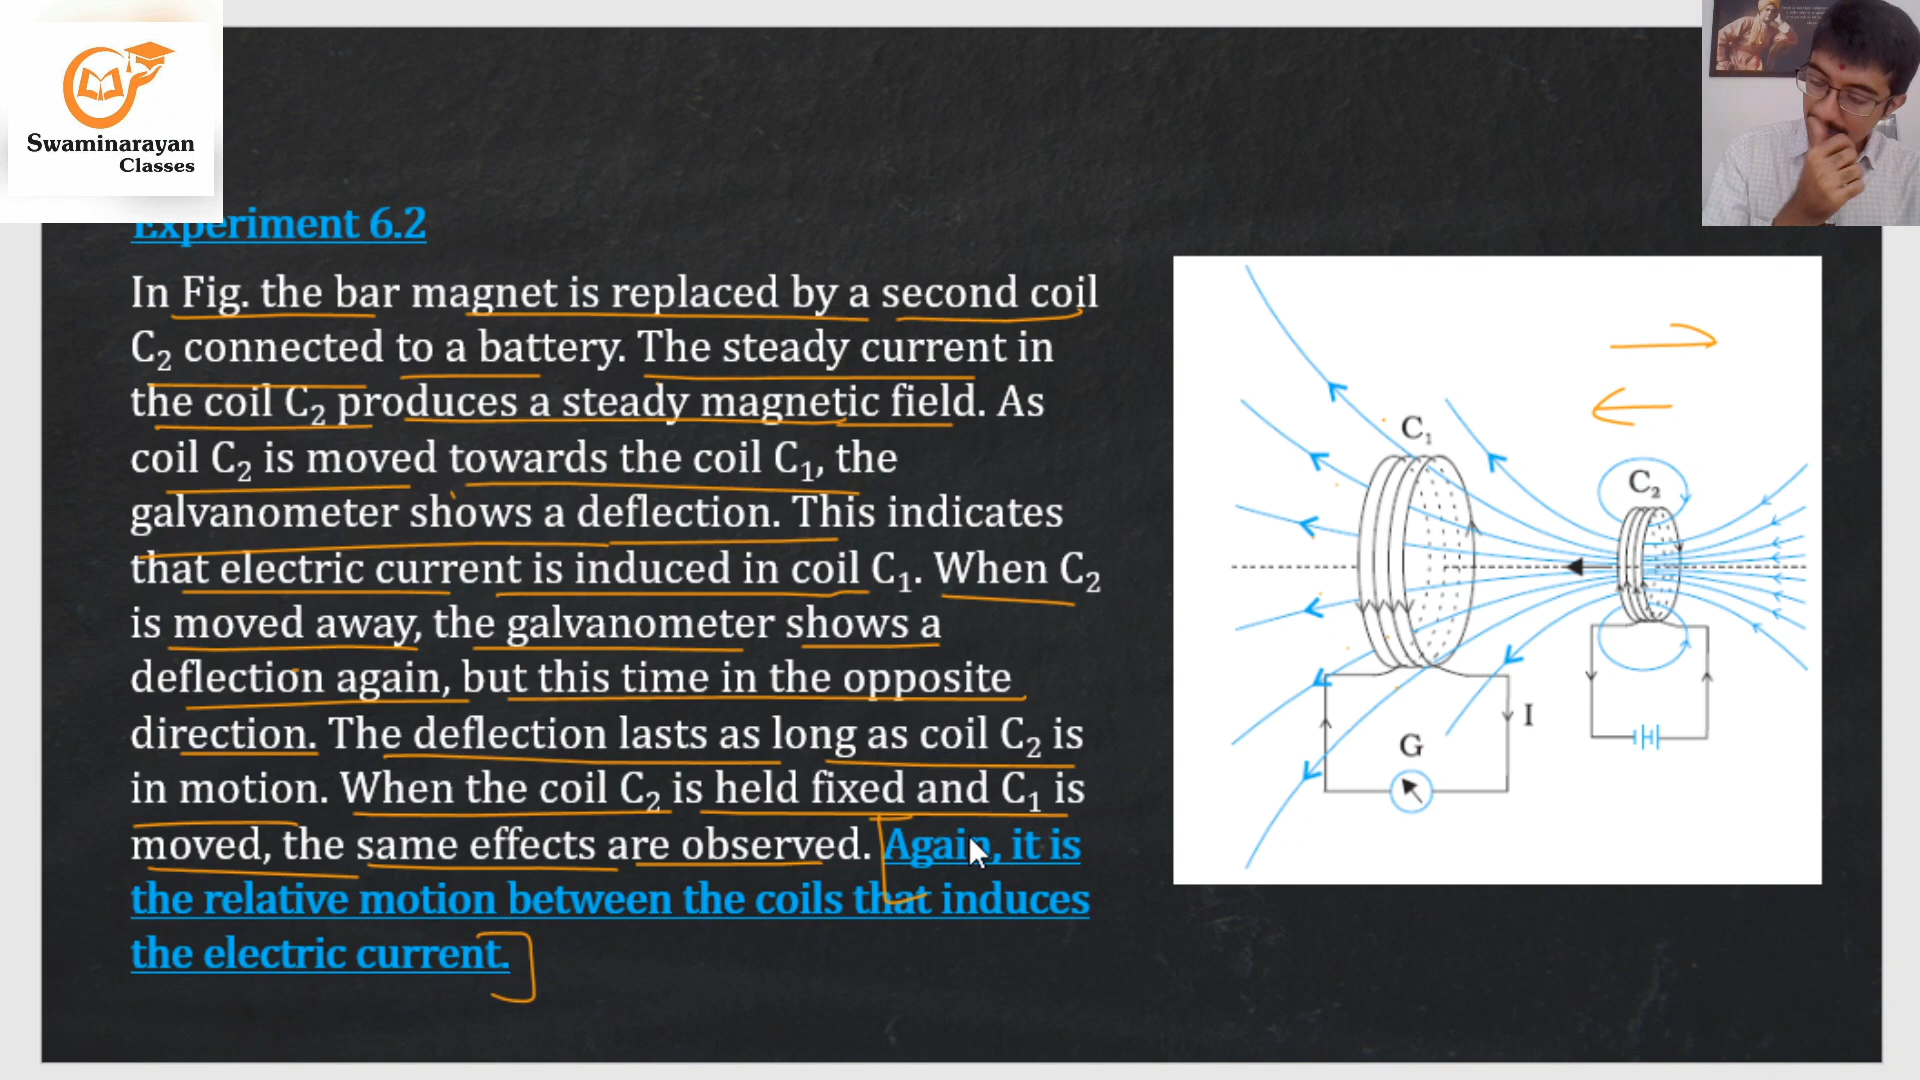 Swaminarayan
Classes
Experiment 6.2
In Fig. the bar magnet is replaced by a second coil
C₂ connected to a battery. The steady current in
the coil C₂ produces a steady magnetic field. As
coil C₂ is moved towards the coil C₁, the
galvanometer shows a deflection. This indicates
that electric current is induced in coil C₁. When C₂
is moved away, the galvanometer shows a
deflection again, but this time in the opposite
direction. The deflection lasts as long as coil C₂ is
in motion. When the coil C₂ is held fixed and C₁ is
moved, the same effects are observed. Again, it is
the relative motion between the coils that induces
the electric current.
C₁
C₂
I
G